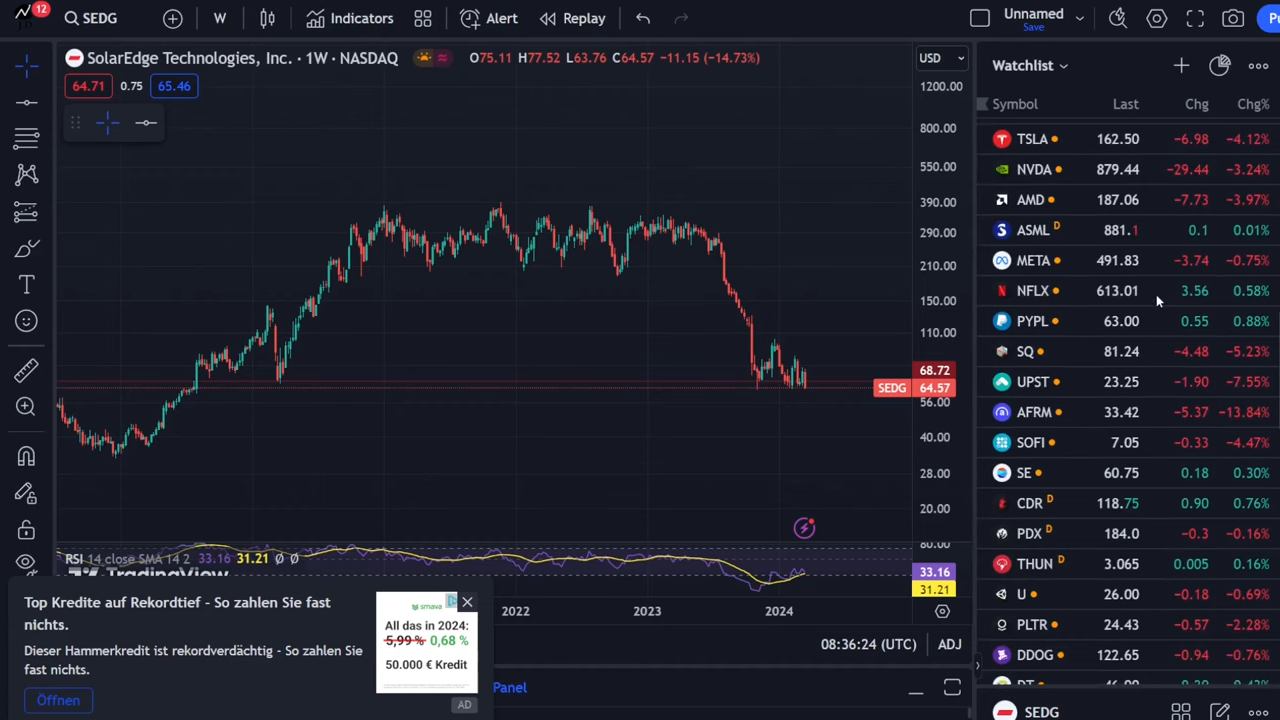 12
SEDG
W
Indicators
Alert
Replay
Unnamed
Save
SolarEdge Technologies, Inc. · 1W · NASDAQ
O75.11 H77.52 L63.76 C64.57 −11.15 (−14.73%)
USD
64.71 0.75 65.46
1200.00
800.00
550.00
390.00
290.00
210.00
150.00
110.00
68.72
SEDG 64.57
56.00
40.00
28.00
20.00
80.00
RSI 14 close SMA 14 2 33.16 31.21 Ø Ø
33.16
31.21
TradingView
2022 2023 2024
08:36:24 (UTC) ADJ
Panel
Top Kredite auf Rekordtief - So zahlen Sie fast
nichts.
Dieser Hammerkredit ist rekordverdächtig - So zahlen Sie
fast nichts.
Öffnen
smava
All das in 2024:
5,99 % 0,68 %
50.000 € Kredit
AD
Watchlist
Symbol Last Chg Chg%
TSLA 162.50 −6.98 −4.12%
NVDA 879.44 −29.44 −3.24%
AMD 187.06 −7.73 −3.97%
ASML D 881.1 0.1 0.01%
META 491.83 −3.74 −0.75%
NFLX 613.01 3.56 0.58%
PYPL 63.00 0.55 0.88%
SQ 81.24 −4.48 −5.23%
UPST 23.25 −1.90 −7.55%
AFRM 33.42 −5.37 −13.84%
SOFI 7.05 −0.33 −4.47%
SE 60.75 0.18 0.30%
CDR D 118.75 0.90 0.76%
PDX D 184.0 −0.3 −0.16%
THUN D 3.065 0.005 0.16%
U 26.00 −0.18 −0.69%
PLTR 24.43 −0.57 −2.28%
DDOG 122.65 −0.94 −0.76%
SEDG